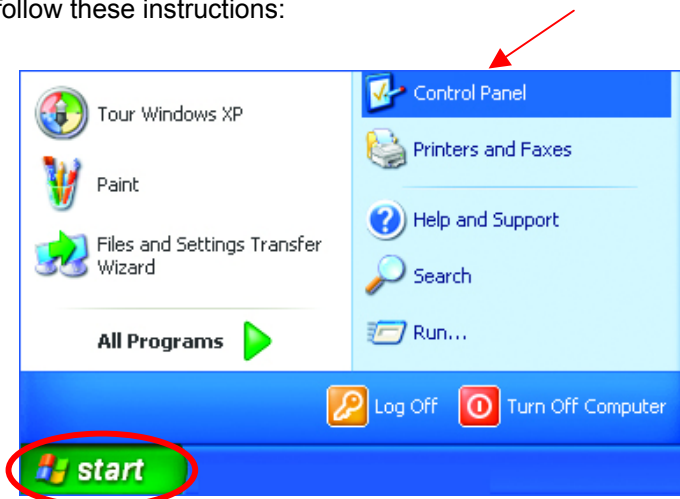 follow these instructions:
Tour Windows XP
Paint
Files and Settings Transfer
Wizard
All Programs
Control Panel
Printers and Faxes
Help and Support
Search
Run...
Log Off
Turn Off Computer
start